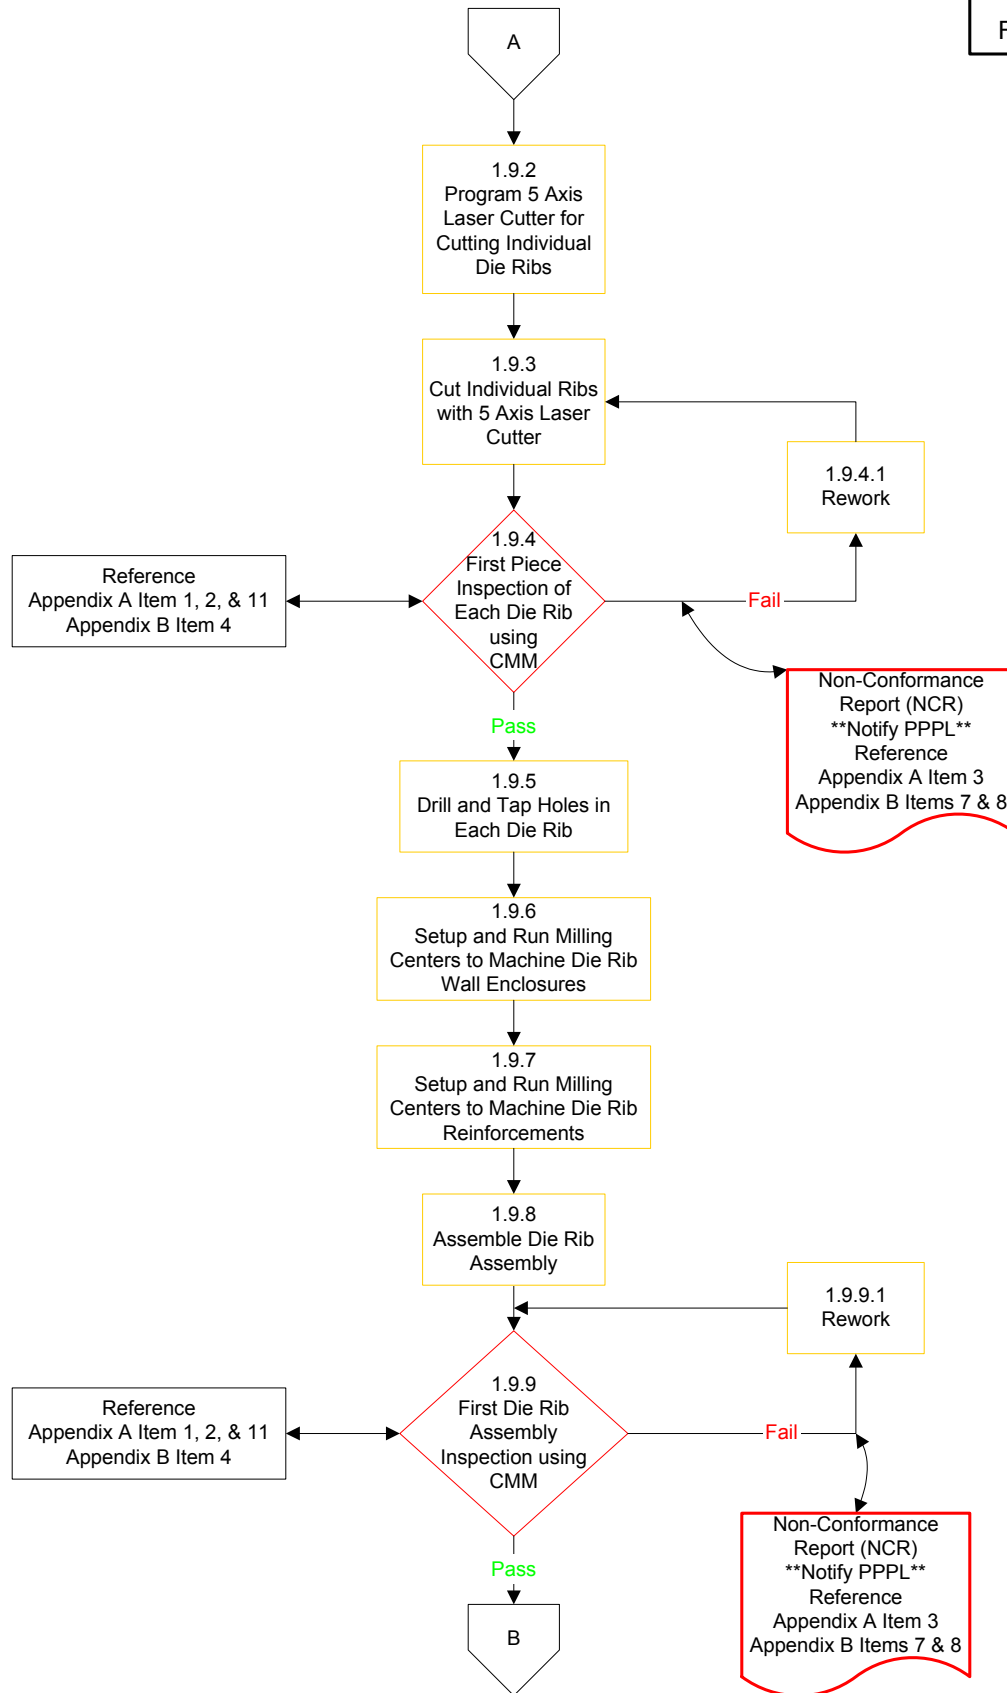 F
A
1.9.2
Program 5 Axis
Laser Cutter for
Cutting Individual
Die Ribs
1.9.3
Cut Individual Ribs
with 5 Axis Laser
Cutter
1.9.4.1
Rework
1.9.4
First Piece
Inspection of
Each Die Rib
using
CMM
Reference
Appendix A Item 1, 2, & 11
Appendix B Item 4
Fail
Non-Conformance
Report (NCR)
**Notify PPPL**
Reference
Appendix A Item 3
Appendix B Items 7 & 8
Pass
1.9.5
Drill and Tap Holes in
Each Die Rib
1.9.6
Setup and Run Milling
Centers to Machine Die Rib
Wall Enclosures
1.9.7
Setup and Run Milling
Centers to Machine Die Rib
Reinforcements
1.9.8
Assemble Die Rib
Assembly
1.9.9.1
Rework
1.9.9
First Die Rib
Assembly
Inspection using
CMM
Reference
Appendix A Item 1, 2, & 11
Appendix B Item 4
Fail
Non-Conformance
Report (NCR)
**Notify PPPL**
Reference
Appendix A Item 3
Appendix B Items 7 & 8
Pass
B